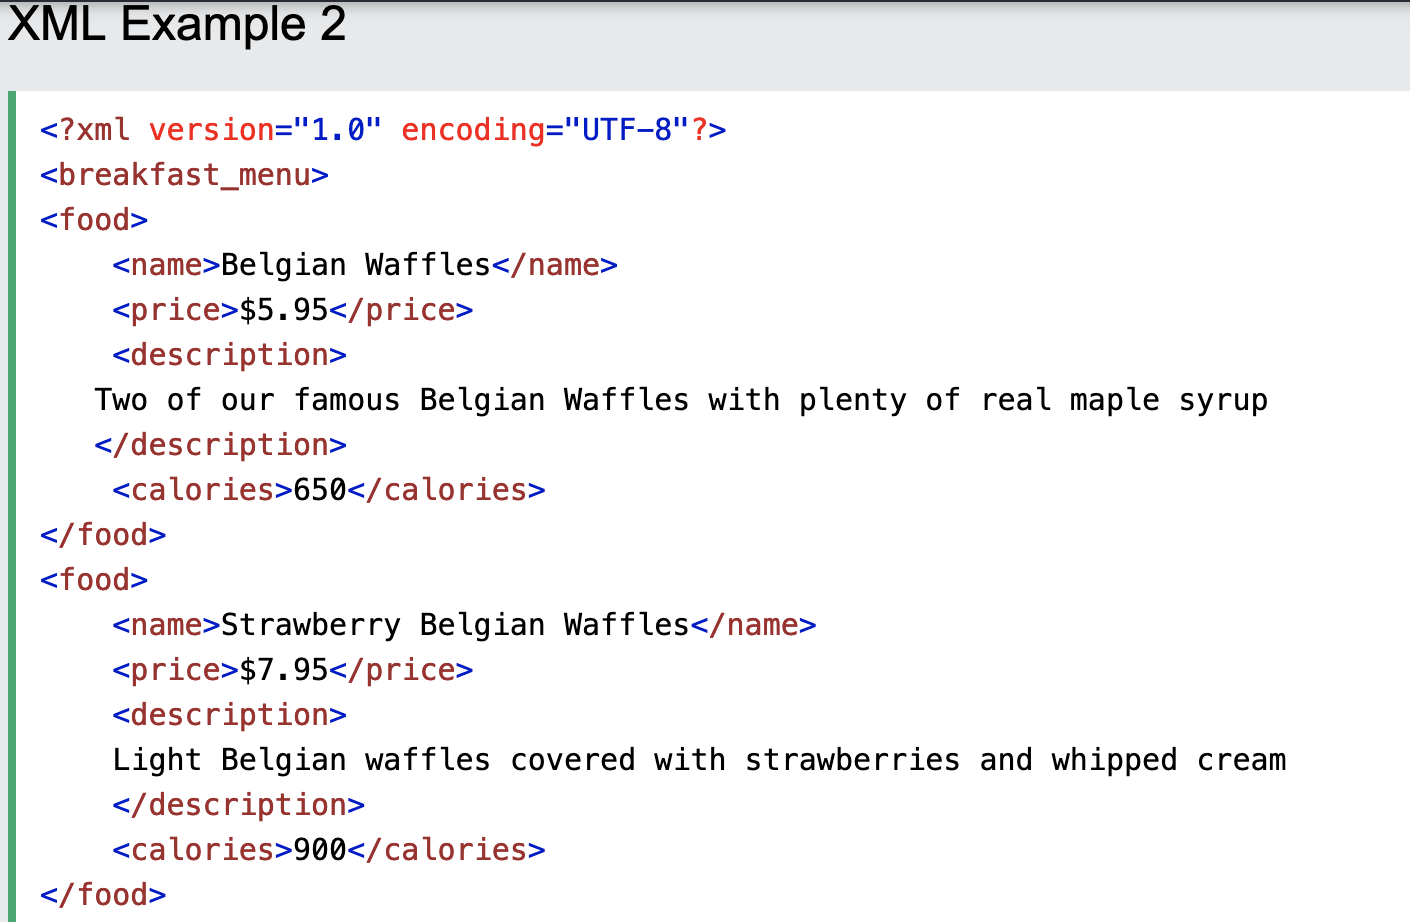 XML Example 2
<?xml version="1.0" encoding="UTF-8"?>
<breakfast_menu>
<food>
    <name>Belgian Waffles</name>
    <price>$5.95</price>
    <description>
   Two of our famous Belgian Waffles with plenty of real maple syrup
   </description>
    <calories>650</calories>
</food>
<food>
    <name>Strawberry Belgian Waffles</name>
    <price>$7.95</price>
    <description>
    Light Belgian waffles covered with strawberries and whipped cream
    </description>
    <calories>900</calories>
</food>